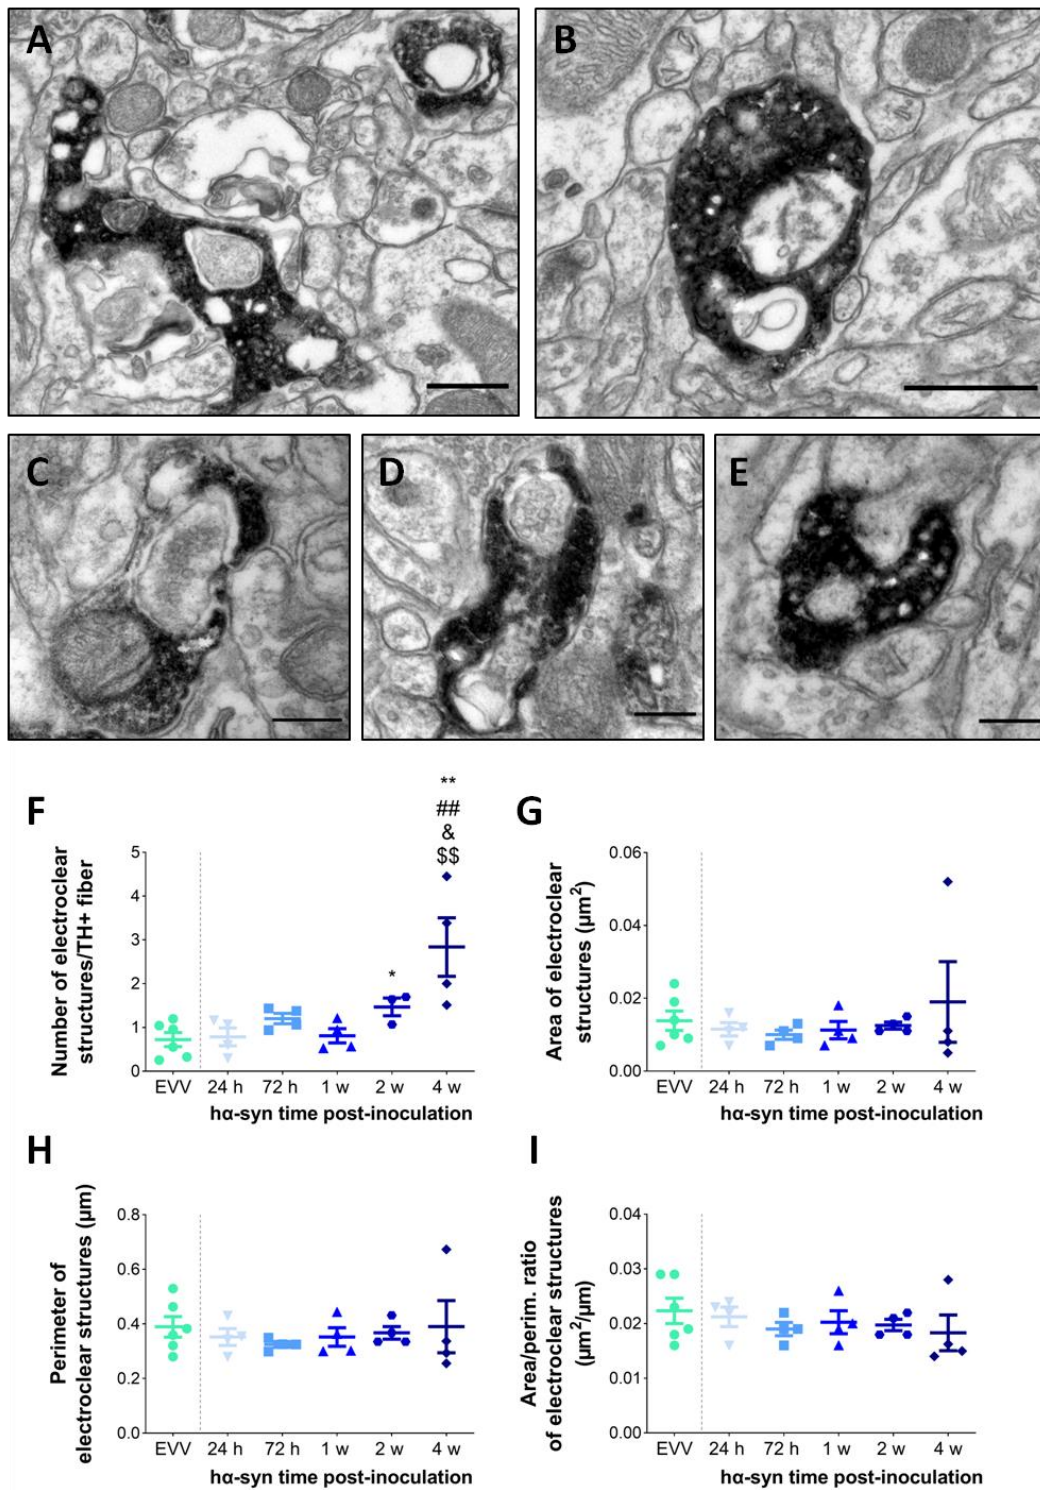 A
B
C
D
E
F
**
##
&
$$
*
Number of electroclear
structures/TH+ fiber
5
4
3
2
1
0
EVV 24 h 72 h 1 w 2 w 4 w
hα-syn time post-inoculation
G
Area of electroclear
structures (µm²)
0.06
0.04
0.02
0.00
EVV 24 h 72 h 1 w 2 w 4 w
hα-syn time post-inoculation
H
Perimeter of
electroclear structures (µm)
0.8
0.6
0.4
0.2
0.0
EVV 24 h 72 h 1 w 2 w 4 w
hα-syn time post-inoculation
I
Area/perim. ratio
of electroclear structures
(µm²/µm)
0.04
0.03
0.02
0.01
0.00
EVV 24 h 72 h 1 w 2 w 4 w
hα-syn time post-inoculation